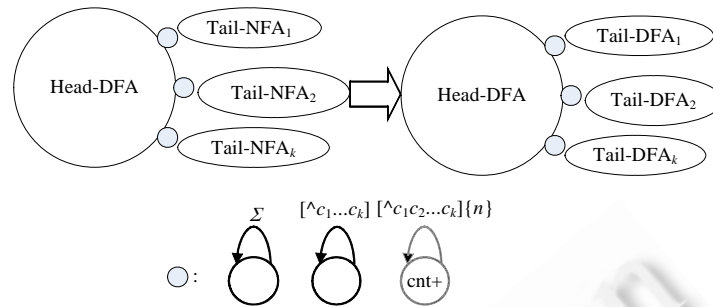 Tail-NFA₁
Tail-DFA₁
Head-DFA
Tail-NFA₂
Head-DFA
Tail-DFA₂
Tail-NFAₖ
Tail-DFAₖ
Σ
[^c₁...cₖ]
[^c₁c₂...cₖ]{n}
:
cnt+